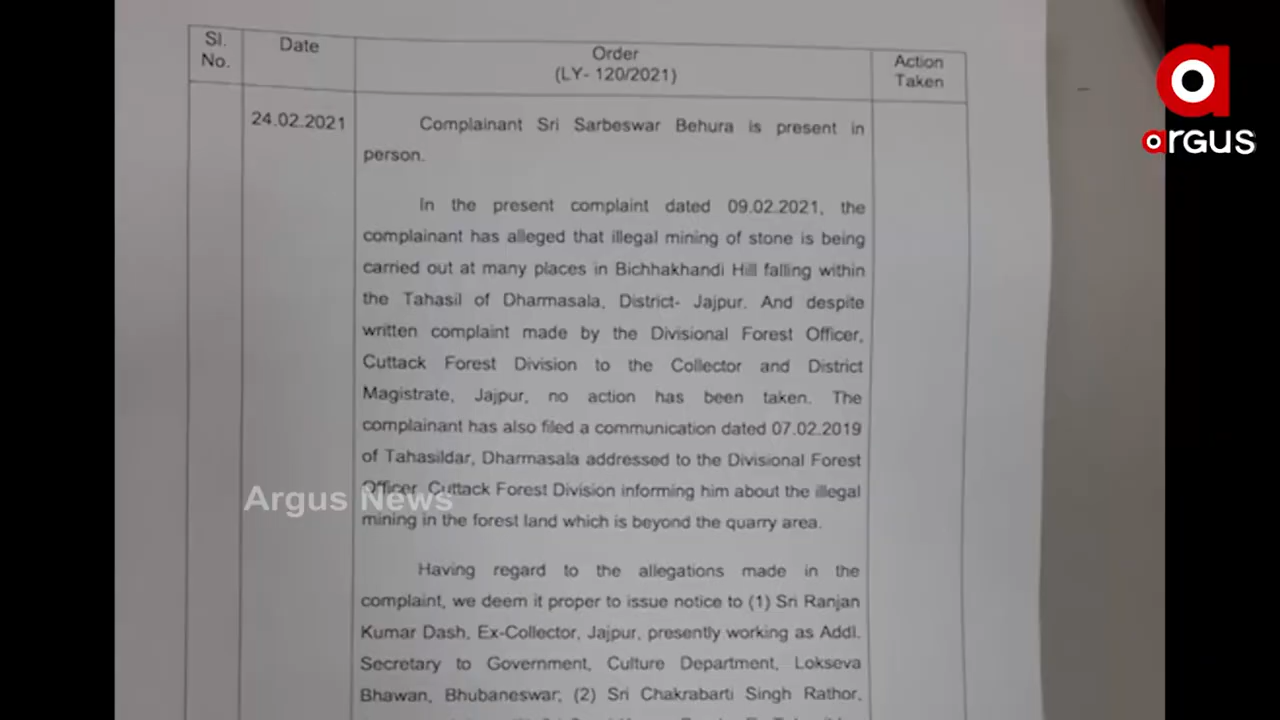 Sl. No.
Date
Order
(LY- 120/2021)
Action Taken
24.02.2021
Complainant Sri Sarbeswar Behura is present in
person.
In the present complaint dated 09.02.2021, the
complainant has alleged that illegal mining of stone is being
carried out at many places in Bichhakhandi Hill falling within
the Tahasil of Dharmasala, District- Jajpur. And despite
written complaint made by the Divisional Forest Officer,
Cuttack Forest Division to the Collector and District
Magistrate, Jajpur, no action has been taken. The
complainant has also filed a communication dated 07.02.2019
of Tahasildar, Dharmasala addressed to the Divisional Forest
Officer, Cuttack Forest Division informing him about the illegal
mining in the forest land which is beyond the quarry area.
Having regard to the allegations made in the
complaint, we deem it proper to issue notice to (1) Sri Ranjan
Kumar Dash, Ex-Collector, Jajpur, presently working as Addl.
Secretary to Government, Culture Department, Lokseva
Bhawan, Bhubaneswar; (2) Sri Chakrabarti Singh Rathor,
argus
Argus News